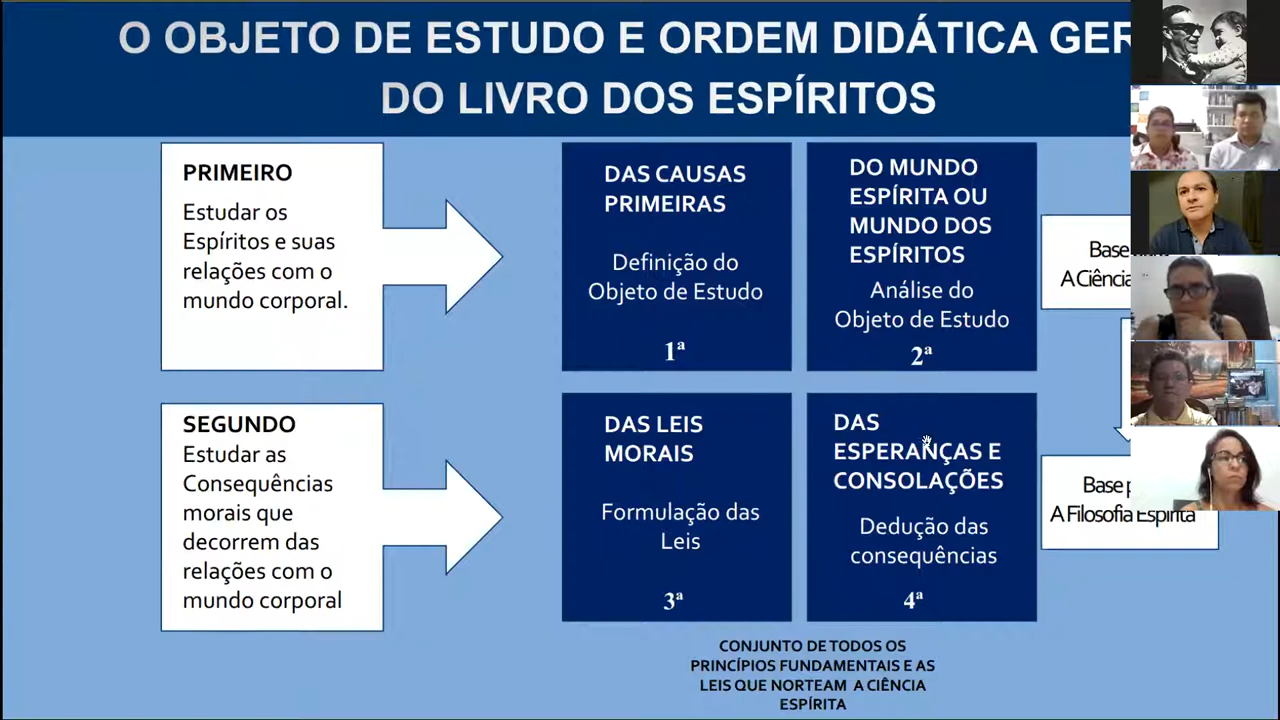 O OBJETO DE ESTUDO E ORDEM DIDÁTICA GER
DO LIVRO DOS ESPÍRITOS
PRIMEIRO
Estudar os
Espíritos e suas
relações com o
mundo corporal.
DAS CAUSAS
PRIMEIRAS
Definição do
Objeto de Estudo
1ª
DO MUNDO
ESPÍRITA OU
MUNDO DOS
ESPÍRITOS
Análise do
Objeto de Estudo
2ª
Base
A Ciência
SEGUNDO
Estudar as
Consequências
morais que
decorrem das
relações com o
mundo corporal
DAS LEIS
MORAIS
Formulação das
Leis
3ª
DAS
ESPERANÇAS E
CONSOLAÇÕES
Dedução das
consequências
4ª
Base
A Filosofia Espírita
CONJUNTO DE TODOS OS
PRINCÍPIOS FUNDAMENTAIS E AS
LEIS QUE NORTEAM A CIÊNCIA
ESPÍRITA